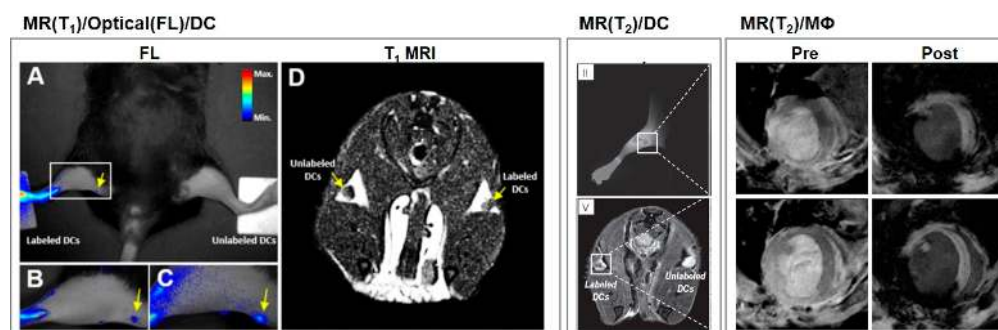 MR(T₁)/Optical(FL)/DC
MR(T₂)/DC
MR(T₂)/MΦ
FL
T₁ MRI
Pre
Post
A
Max.
Min.
Labeled DCs
Unlabeled DCs
B
C
D
Unlabeled
DCs
Labeled
DCs
II
V
Labeled
DCs
Unlabeled
DCs